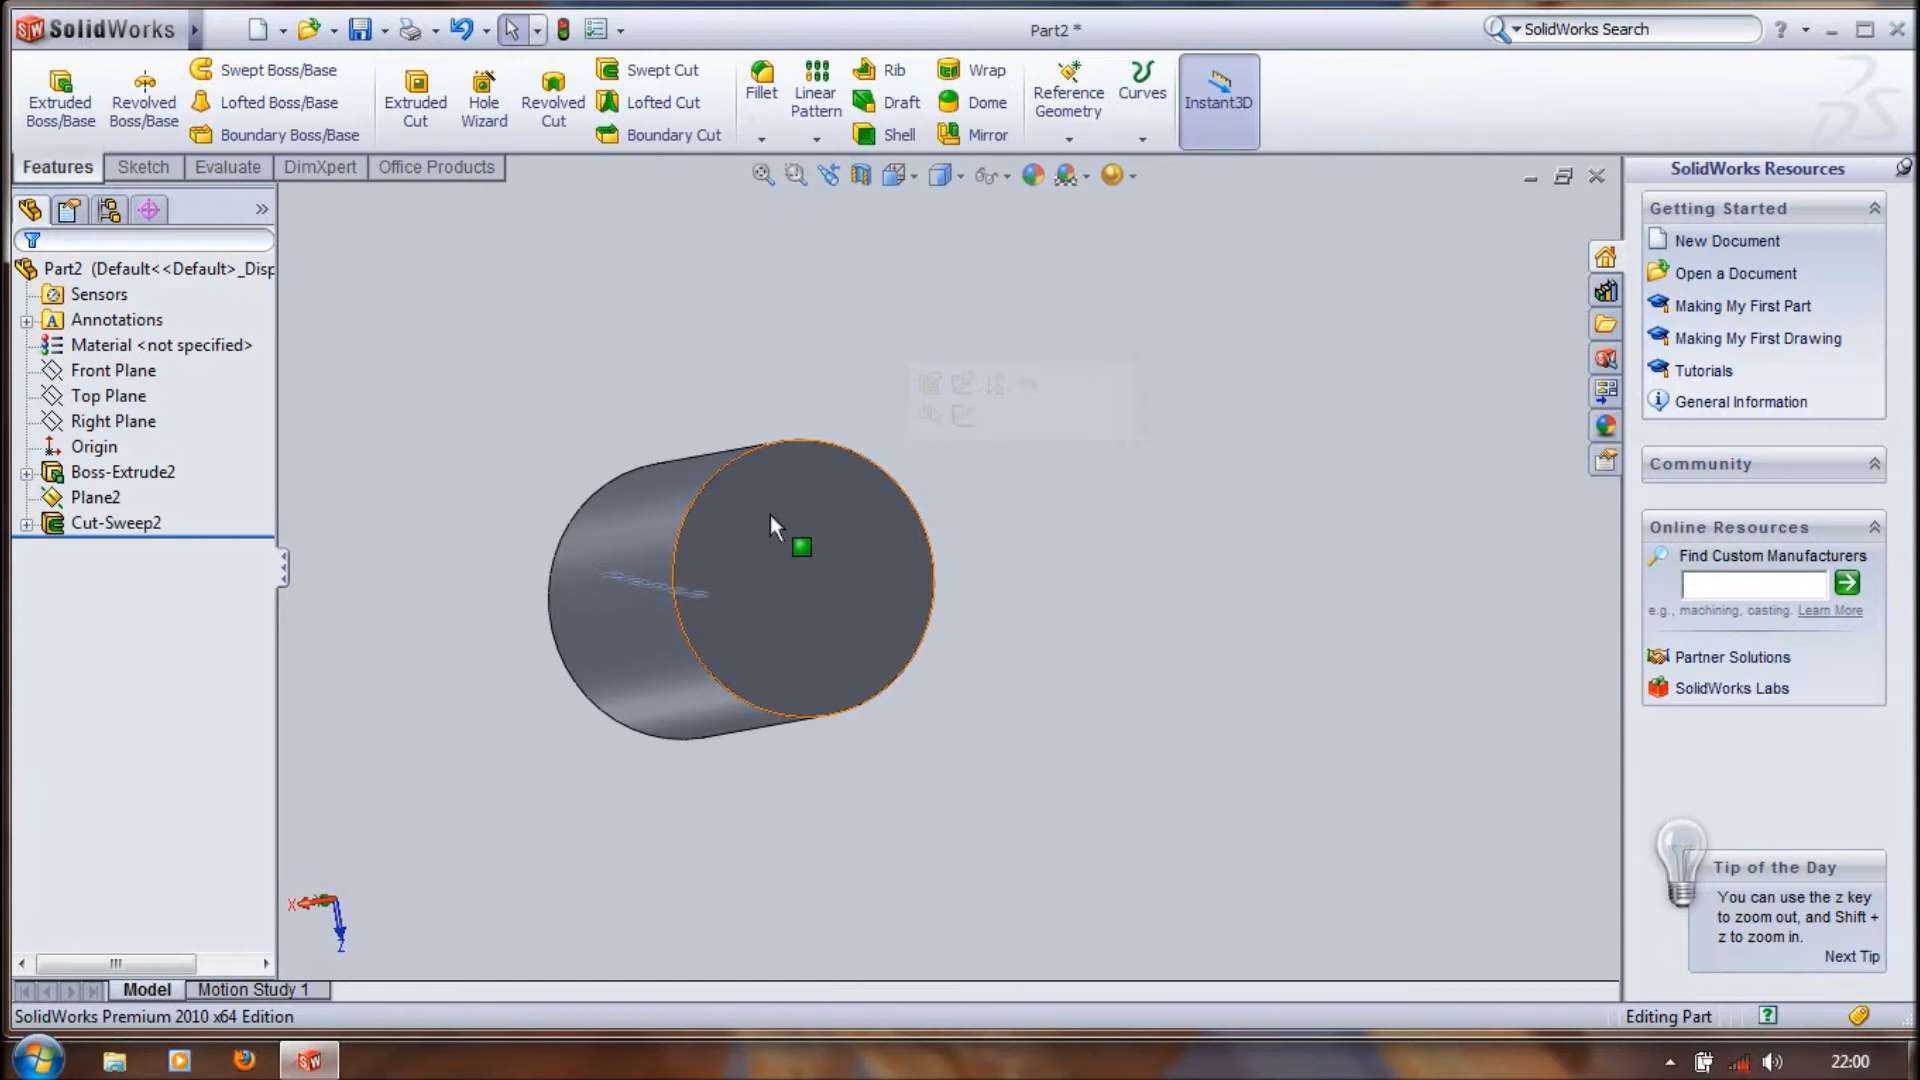 SolidWorks
Part2 *
SolidWorks Search
Extruded Boss/Base
Revolved Boss/Base
Swept Boss/Base
Lofted Boss/Base
Boundary Boss/Base
Extruded Cut
Hole Wizard
Revolved Cut
Swept Cut
Lofted Cut
Boundary Cut
Fillet
Linear Pattern
Rib
Draft
Shell
Wrap
Dome
Mirror
Reference Geometry
Curves
Instant3D
Features
Sketch
Evaluate
DimXpert
Office Products
Part2 (Default<<Default>_Disp
Sensors
Annotations
Material <not specified>
Front Plane
Top Plane
Right Plane
Origin
Boss-Extrude2
Plane2
Cut-Sweep2
X
Z
SolidWorks Resources
Getting Started
New Document
Open a Document
Making My First Part
Making My First Drawing
Tutorials
General Information
Community
Online Resources
Find Custom Manufacturers
e.g., machining, casting. Learn More
Partner Solutions
SolidWorks Labs
Tip of the Day
You can use the z key
to zoom out, and Shift +
z to zoom in.
Next Tip
Model
Motion Study 1
SolidWorks Premium 2010 x64 Edition
Editing Part
22:00